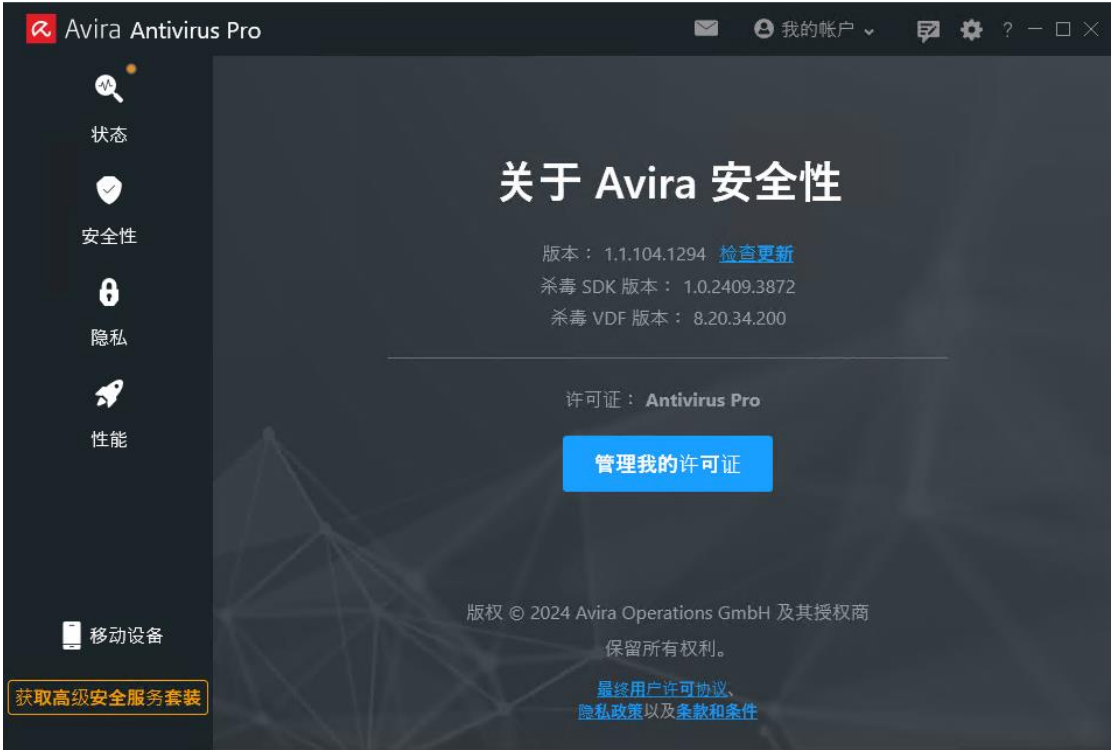 Avira Antivirus Pro
我的帐户
?
状态
安全性
隐私
性能
移动设备
获取高级安全服务套装
关于 Avira 安全性
版本： 1.1.104.1294 检查更新
杀毒 SDK 版本： 1.0.2409.3872
杀毒 VDF 版本： 8.20.34.200
许可证： Antivirus Pro
管理我的许可证
版权 © 2024 Avira Operations GmbH 及其授权商
保留所有权利。
最终用户许可协议、
隐私政策以及条款和条件